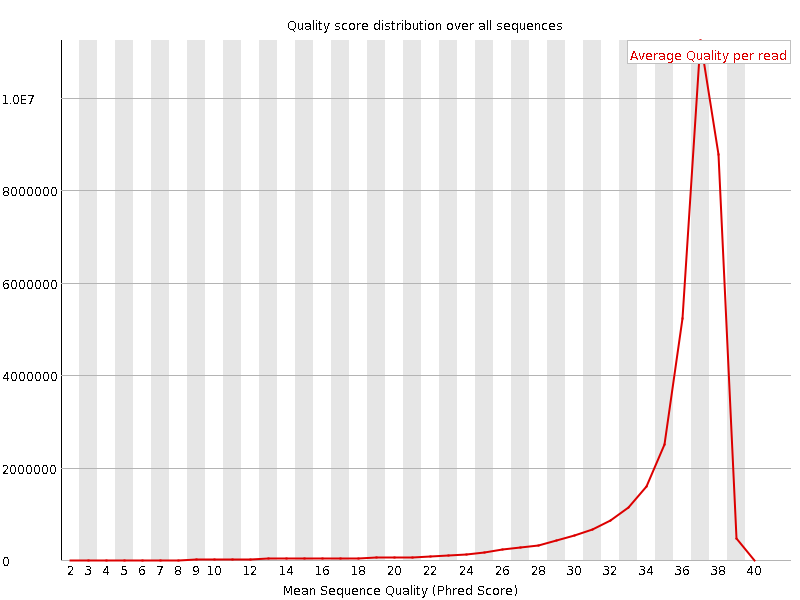 Quality score distribution over all sequences
Average Quality per read
1.0E7
8000000
6000000
4000000
2000000
0
2 3 4 5 6 7 8 9 10 12 14 16 18 20 22 24 26 28 30 32 34 36 38 40
Mean Sequence Quality (Phred Score)